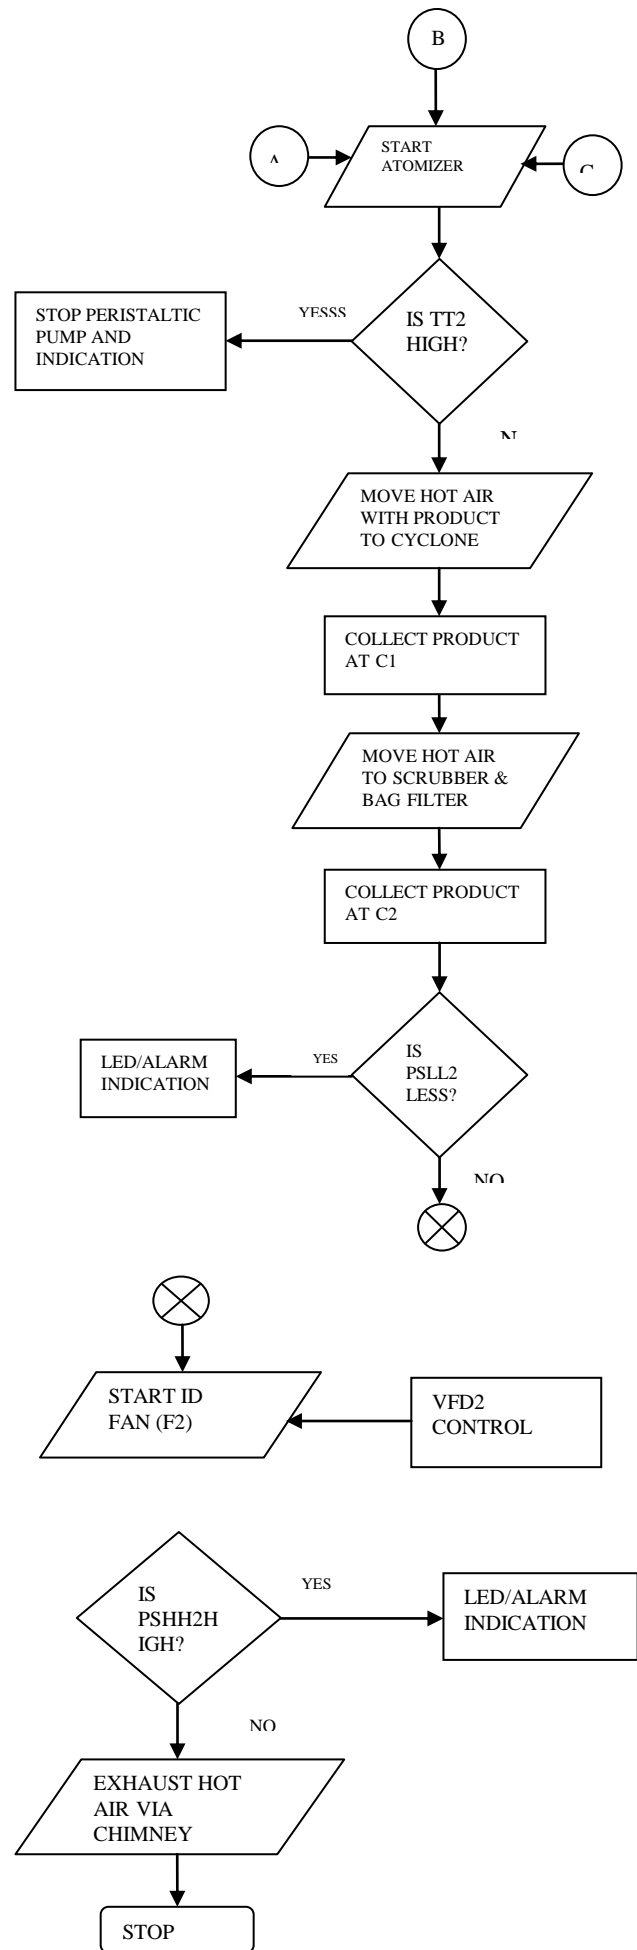 B
START
ATOMIZER
YESSS
STOP PERISTALTIC
PUMP AND
INDICATION
IS TT2
HIGH?
MOVE HOT AIR
WITH PRODUCT
TO CYCLONE
COLLECT PRODUCT
AT C1
MOVE HOT AIR
TO SCRUBBER &
BAG FILTER
COLLECT PRODUCT
AT C2
LED/ALARM
INDICATION
YES
IS
PSLL2
LESS?
NO
START ID
FAN (F2)
VFD2
CONTROL
IS
PSHH2H
IGH?
YES
LED/ALARM
INDICATION
NO
EXHAUST HOT
AIR VIA
CHIMNEY
STOP